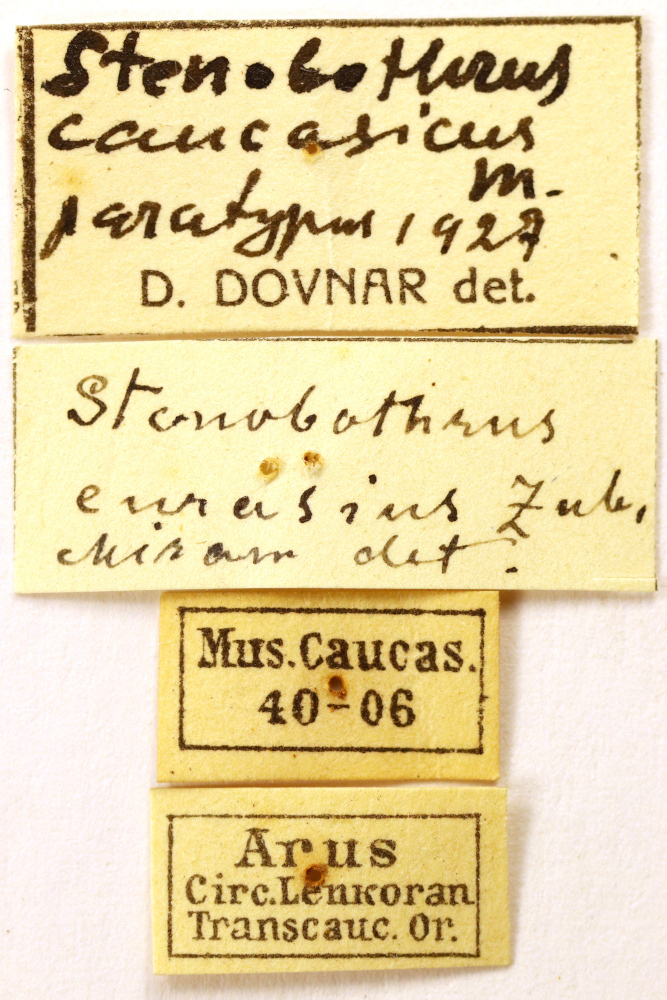 Stenobothrus
caucasicus
m.
paratypus 1927
D. DOVNAR det.
Stenobothrus
eurasius Zub.,
Miram det.
Mus.Caucas.
40-06
Arus
Circ.Lenkoran
Transcauc. Or.